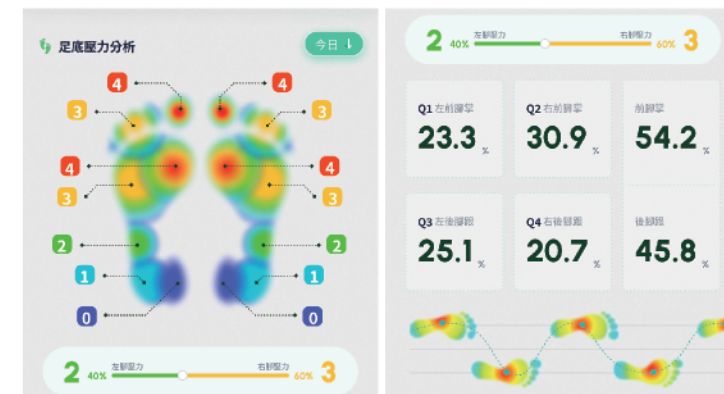 足底壓力分析
今日
4 4
3 3
4 4
3 3
2 2
1 1
0 0
2 40% 左腳壓力 右腳壓力 60% 3
2 40% 左腳壓力 右腳壓力 60% 3
Q1 左前腳掌
23.3 %
Q2 右前腳掌
30.9 %
前腳掌
54.2 %
Q3 左後腳跟
25.1 %
Q4 右後腳跟
20.7 %
後腳跟
45.8 %